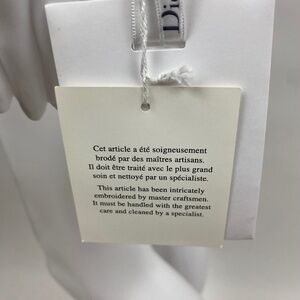 Cet article a été soigneusement
brodé par des maîtres artisans.
Il doit être traité avec le plus grand
soin et nettoyé par un spécialiste.
This article has been intricately
embroidered by master craftsmen.
It must be handled with the greatest
care and cleaned by a specialist.